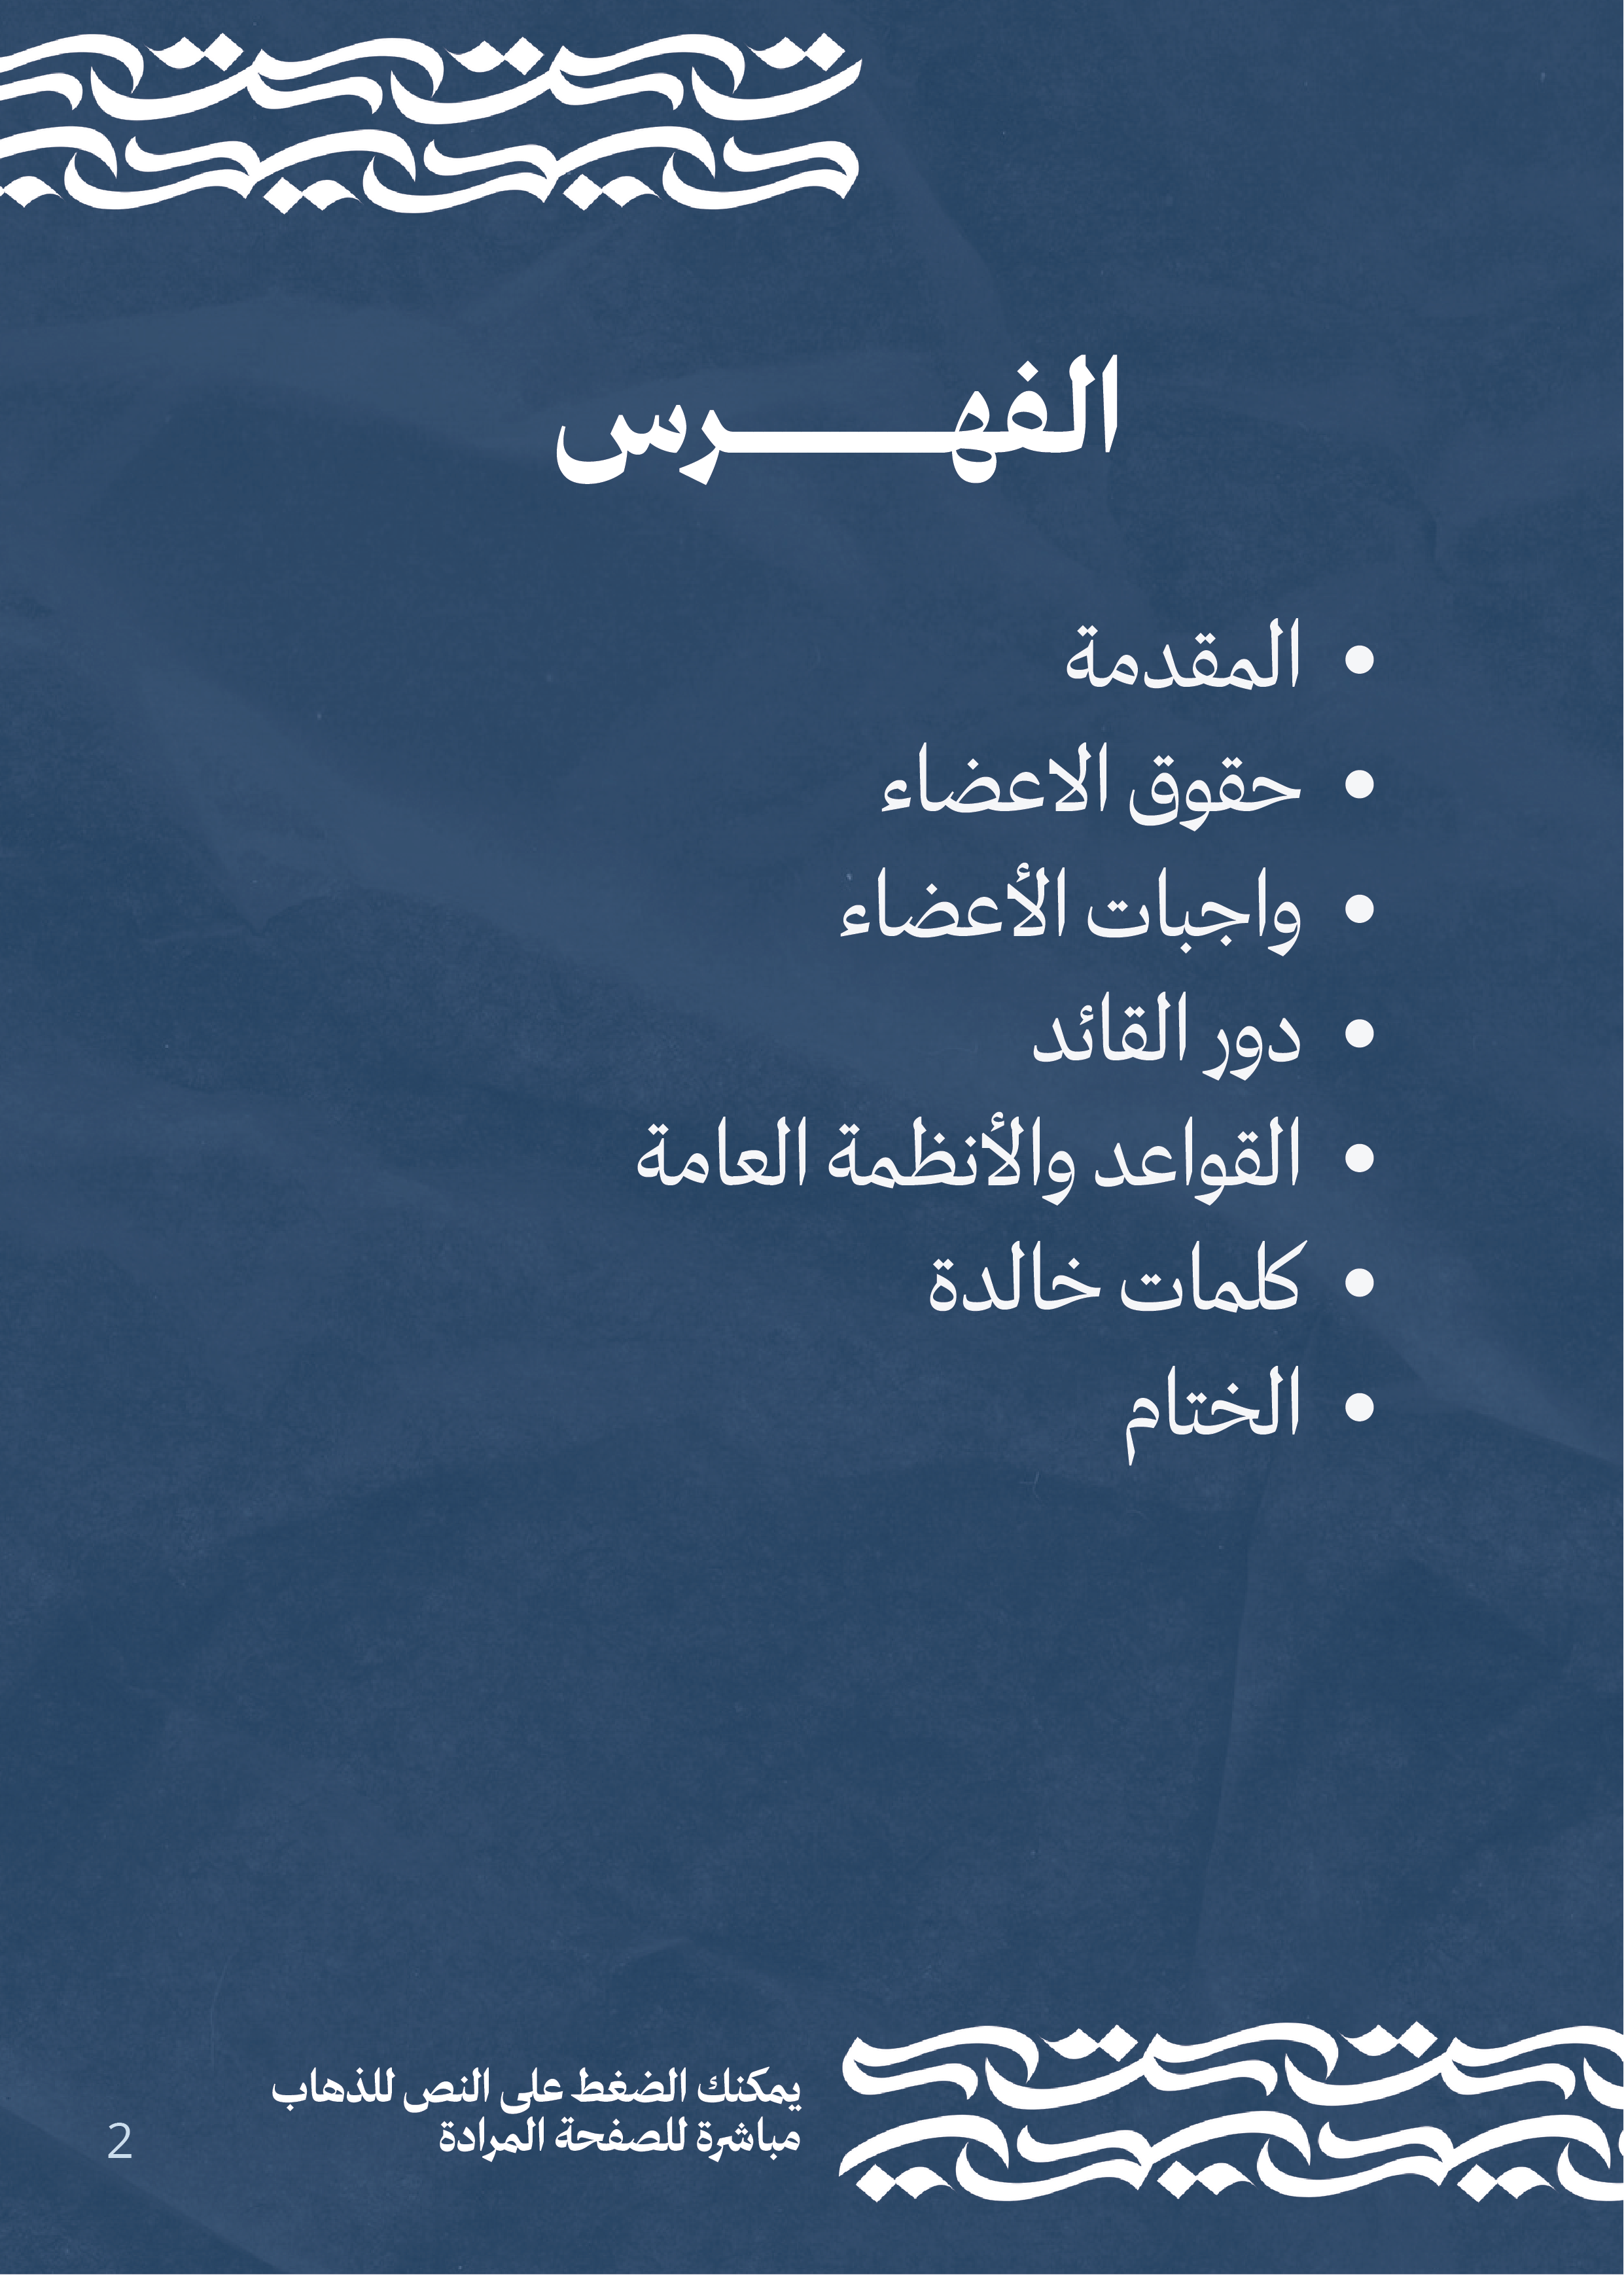 الفهـــــــرس
• المقدمة
• حقوق الاعضاء
• واجبات الأعضاء
• دور القائد
• القواعد والأنظمة العامة
• كلمات خالدة
• الختام
يمكنك الضغط على النص للذهاب
مباشرة للصفحة المرادة
2